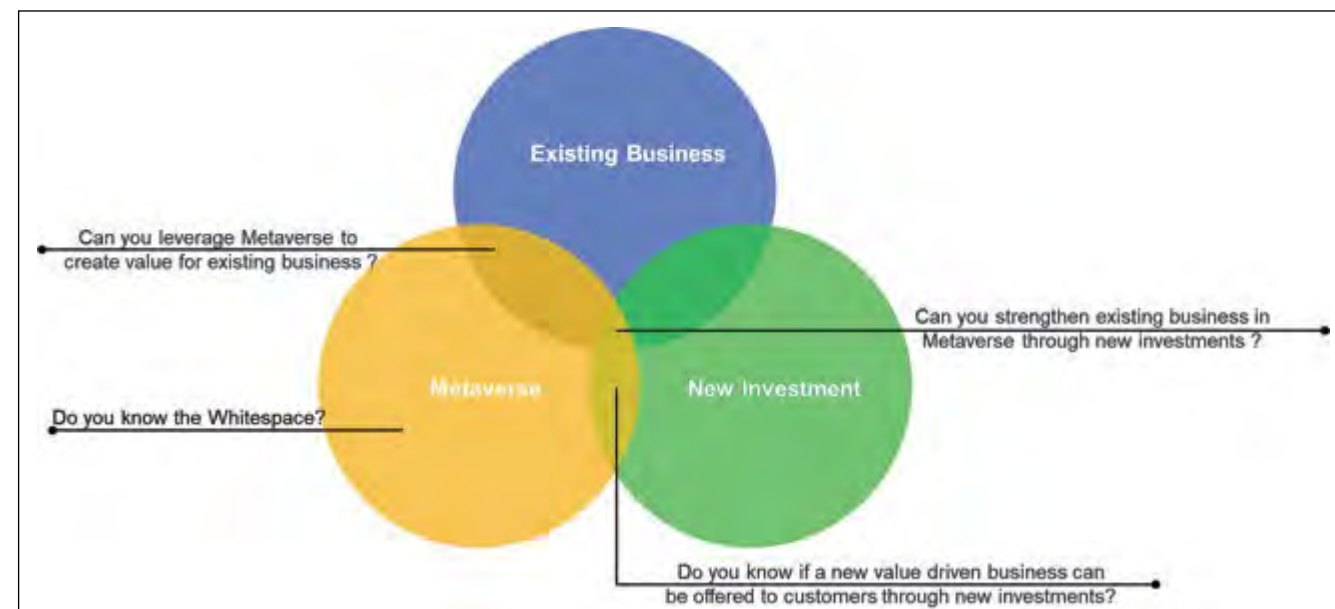 Existing Business
Can you leverage Metaverse to
create value for existing business ?
Can you strengthen existing business in
Metaverse through new investments ?
Metaverse
New Investment
Do you know the Whitespace?
Do you know if a new value driven business can
be offered to customers through new investments?